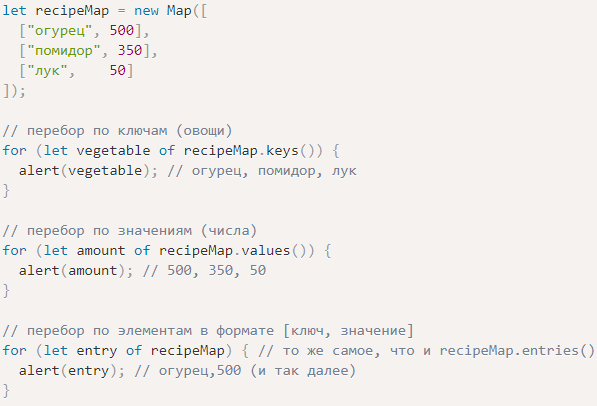 let recipeMap = new Map([
  ["огурец", 500],
  ["помидор", 350],
  ["лук",    50]
]);

// перебор по ключам (овощи)
for (let vegetable of recipeMap.keys()) {
  alert(vegetable); // огурец, помидор, лук
}

// перебор по значениям (числа)
for (let amount of recipeMap.values()) {
  alert(amount); // 500, 350, 50
}

// перебор по элементам в формате [ключ, значение]
for (let entry of recipeMap) { // то же самое, что и recipeMap.entries()
  alert(entry); // огурец,500 (и так далее)
}